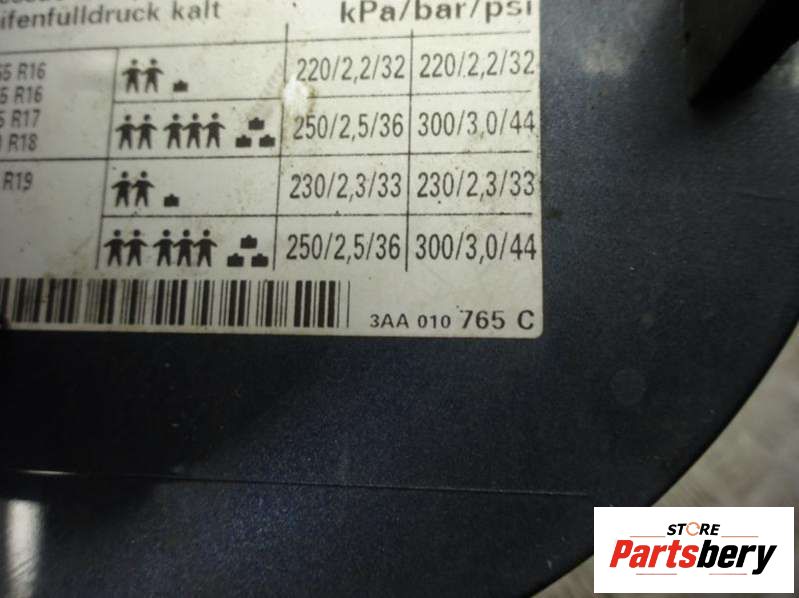 ifenfülldruck kalt kPa/bar/psi
55 R16 220/2,2/32 220/2,2/32
5 R16
5 R17 250/2,5/36 300/3,0/44
R18
R19 230/2,3/33 230/2,3/33
250/2,5/36 300/3,0/44
3AA 010 765 C
STORE
Partsbery